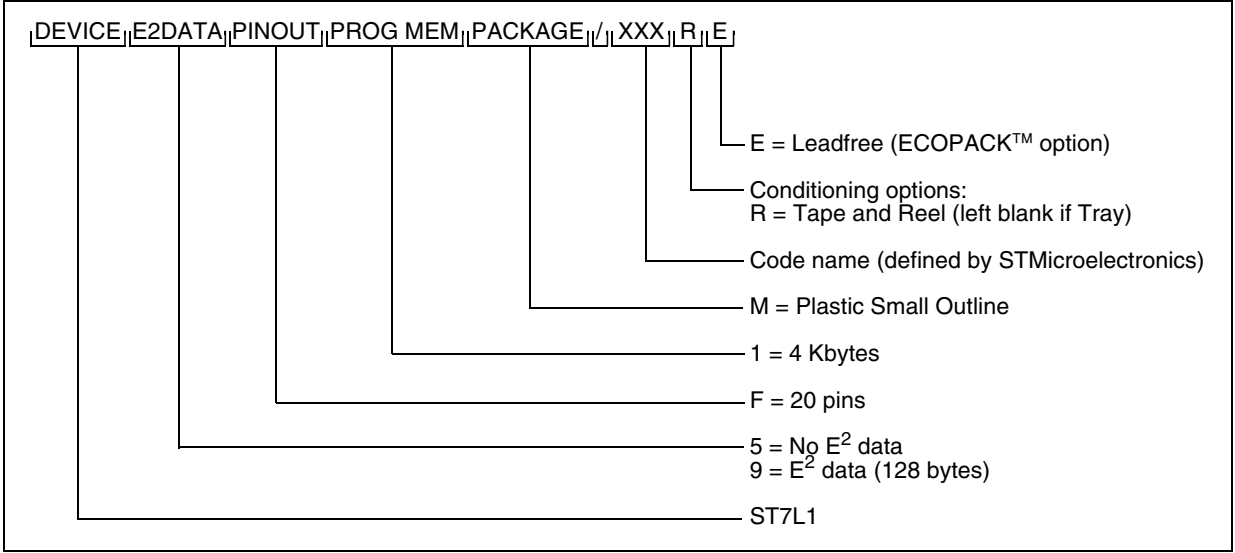 DEVICE E2DATA PINOUT PROG MEM PACKAGE / XXX R E
E = Leadfree (ECOPACK™ option)
Conditioning options:
R = Tape and Reel (left blank if Tray)
Code name (defined by STMicroelectronics)
M = Plastic Small Outline
1 = 4 Kbytes
F = 20 pins
5 = No E² data
9 = E² data (128 bytes)
ST7L1